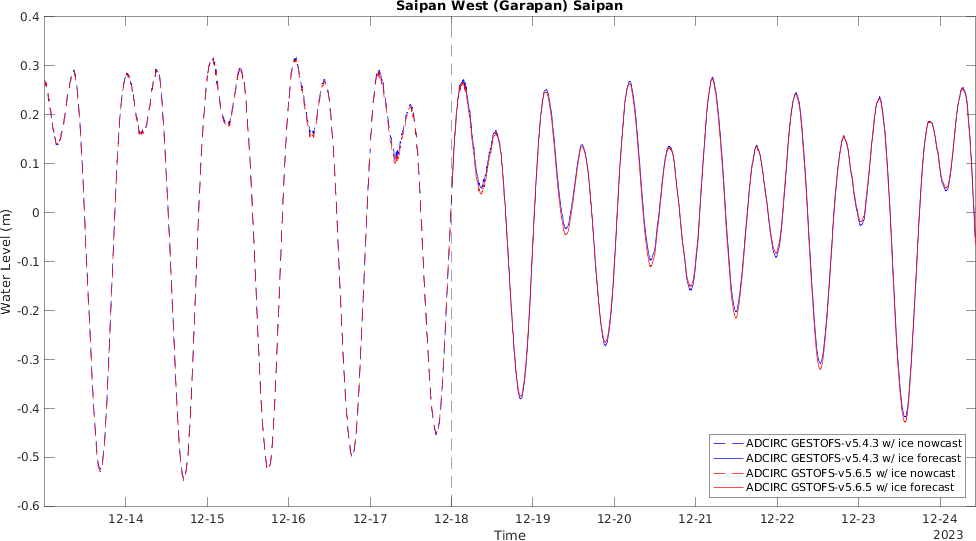 Saipan West (Garapan) Saipan
0.4
0.3
0.2
0.1
0
-0.1
-0.2
-0.3
-0.4
-0.5
-0.6
Water Level (m)
ADCIRC GESTOFS-v5.4.3 w/ ice nowcast
ADCIRC GESTOFS-v5.4.3 w/ ice forecast
ADCIRC GSTOFS-v5.6.5 w/ ice nowcast
ADCIRC GSTOFS-v5.6.5 w/ ice forecast
12-14 12-15 12-16 12-17 12-18 12-19 12-20 12-21 12-22 12-23 12-24
Time 2023